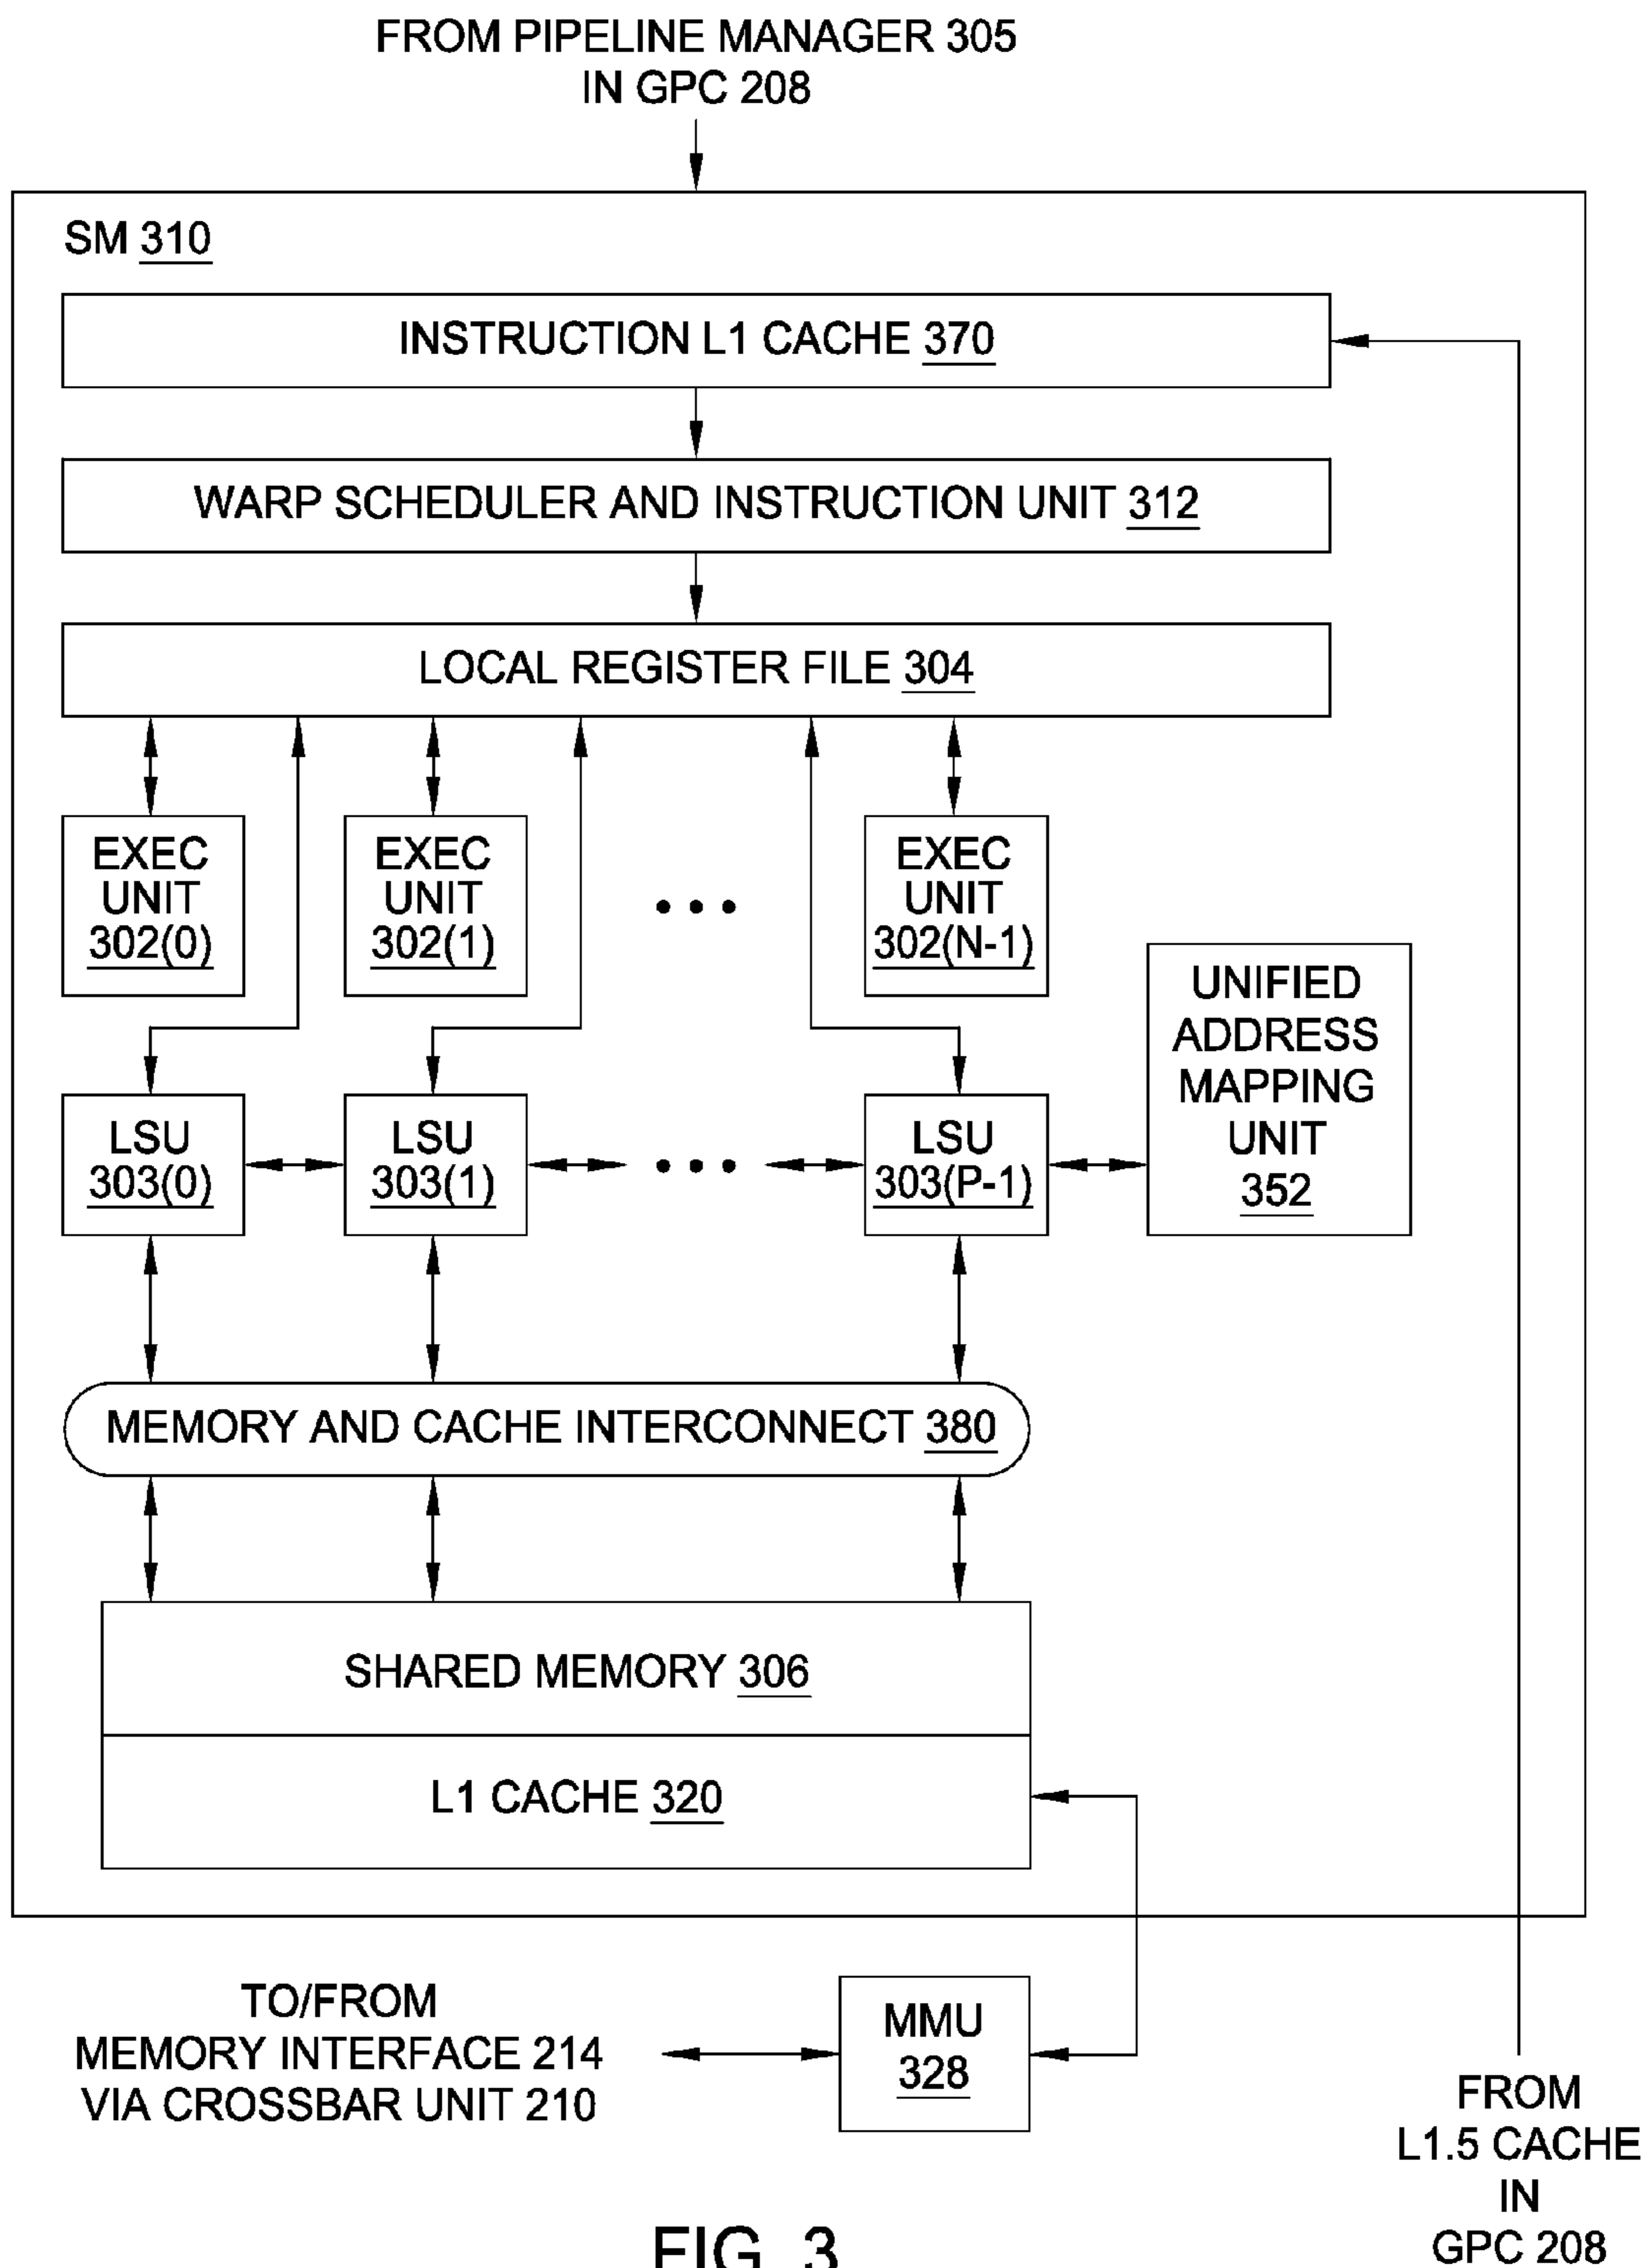 FROM PIPELINE MANAGER 305
IN GPC 208
SM 310
INSTRUCTION L1 CACHE 370
WARP SCHEDULER AND INSTRUCTION UNIT 312
LOCAL REGISTER FILE 304
EXEC
UNIT
302(0)
EXEC
UNIT
302(1)
EXEC
UNIT
302(N-1)
UNIFIED
ADDRESS
MAPPING
UNIT
352
LSU
303(0)
LSU
303(1)
LSU
303(P-1)
MEMORY AND CACHE INTERCONNECT 380
SHARED MEMORY 306
L1 CACHE 320
TO/FROM
MEMORY INTERFACE 214
VIA CROSSBAR UNIT 210
MMU
328
FROM
L1.5 CACHE
IN
GPC 208
FIG. 3